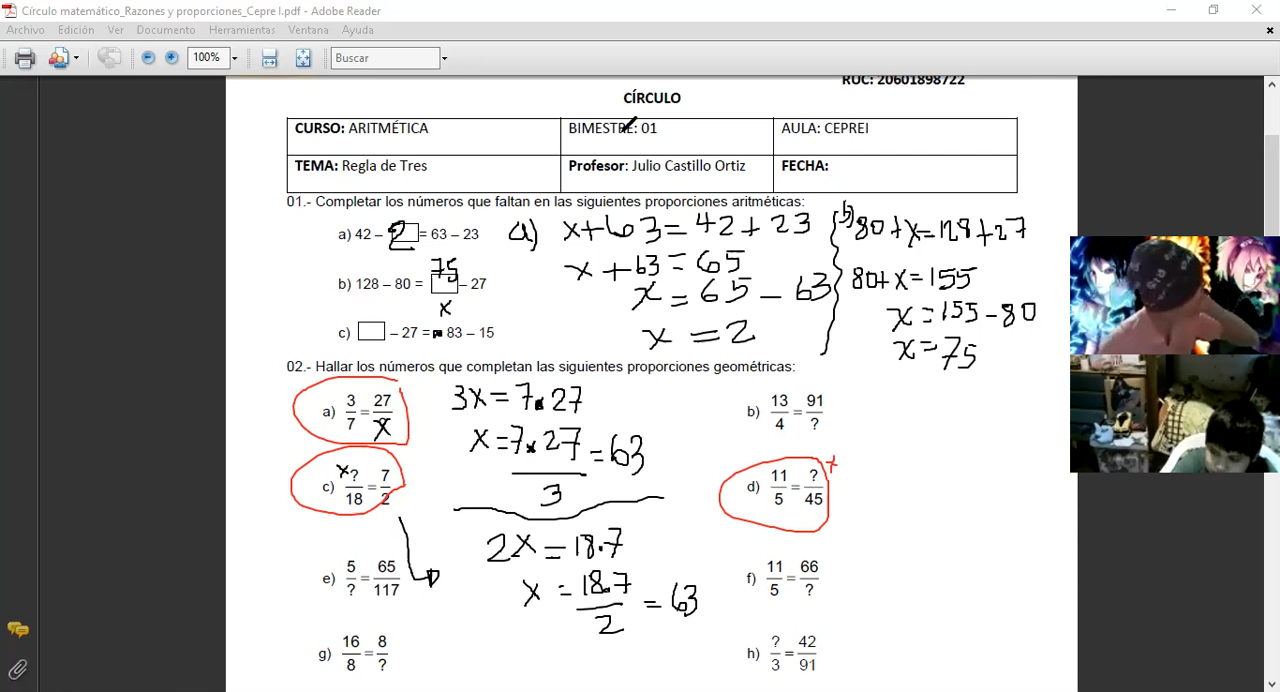 Círculo matemático_Razones y proporciones_Cepre I.pdf - Adobe Reader
Archivo Edición Ver Documento Herramientas Ventana Ayuda
100% Buscar
RUC: 20601898722
CÍRCULO
CURSO: ARITMÉTICA BIMESTRE: 01 AULA: CEPREI
TEMA: Regla de Tres Profesor: Julio Castillo Ortiz FECHA:
01.- Completar los números que faltan en las siguientes proporciones aritméticas:
a) 42 – 2 = 63 – 23
b) 128 – 80 = 75 – 27
x
c) – 27 = 83 – 15
a) x+63=42+23
x+63=65
x=65-63
x=2
b) 80+x=128+27
80+x=155
x=155-80
x=75
02.- Hallar los números que completan las siguientes proporciones geométricas:
a) 3/7 = 27/x
3x=7.27
x=7x27/3=63
b) 13/4 = 91/?
c) x?/18 = 7/2
2x=18.7
x=18.7/2=63
d) 11/5 = ?/45
e) 5/? = 65/117
f) 11/5 = 66/?
g) 16/8 = 8/?
h) ?/3 = 42/91